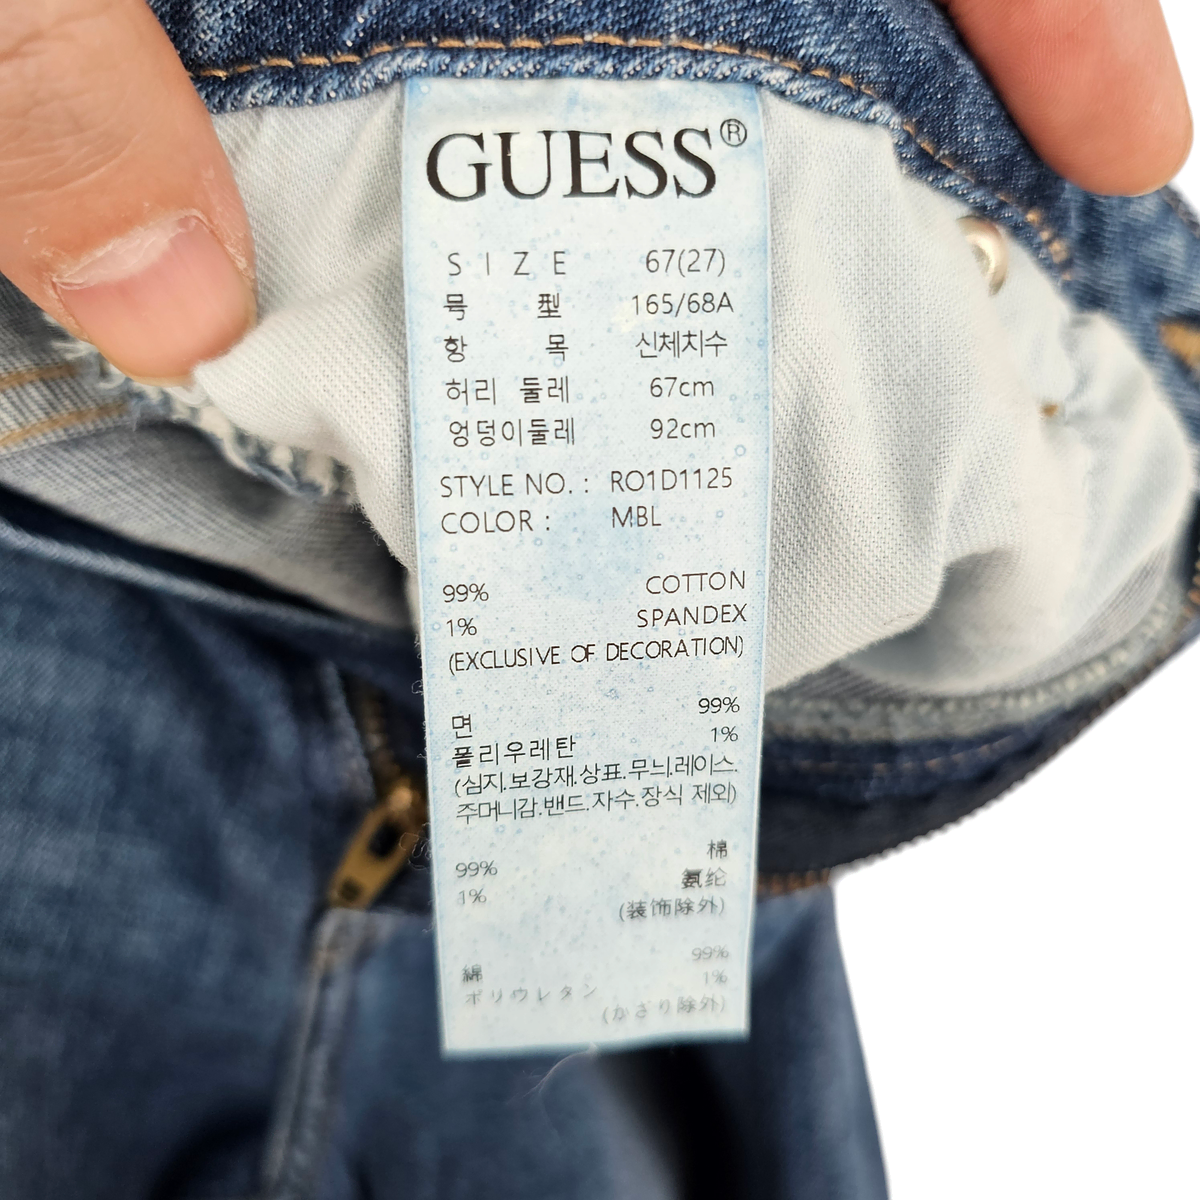 GUESS®
SIZE 67(27)
号 型 165/68A
항 목 신체치수
허리 둘레 67cm
엉덩이둘레 92cm
STYLE NO. : RO1D1125
COLOR : MBL
99% COTTON
1% SPANDEX
(EXCLUSIVE OF DECORATION)
면 99%
폴리우레탄 1%
(심지.보강재.상표.무늬.레이스.
주머니감.밴드.자수.장식 제외)
99% 棉
1% 氨纶
(装饰除外)
綿 99%
ポリウレタン 1%
(かざり除外)